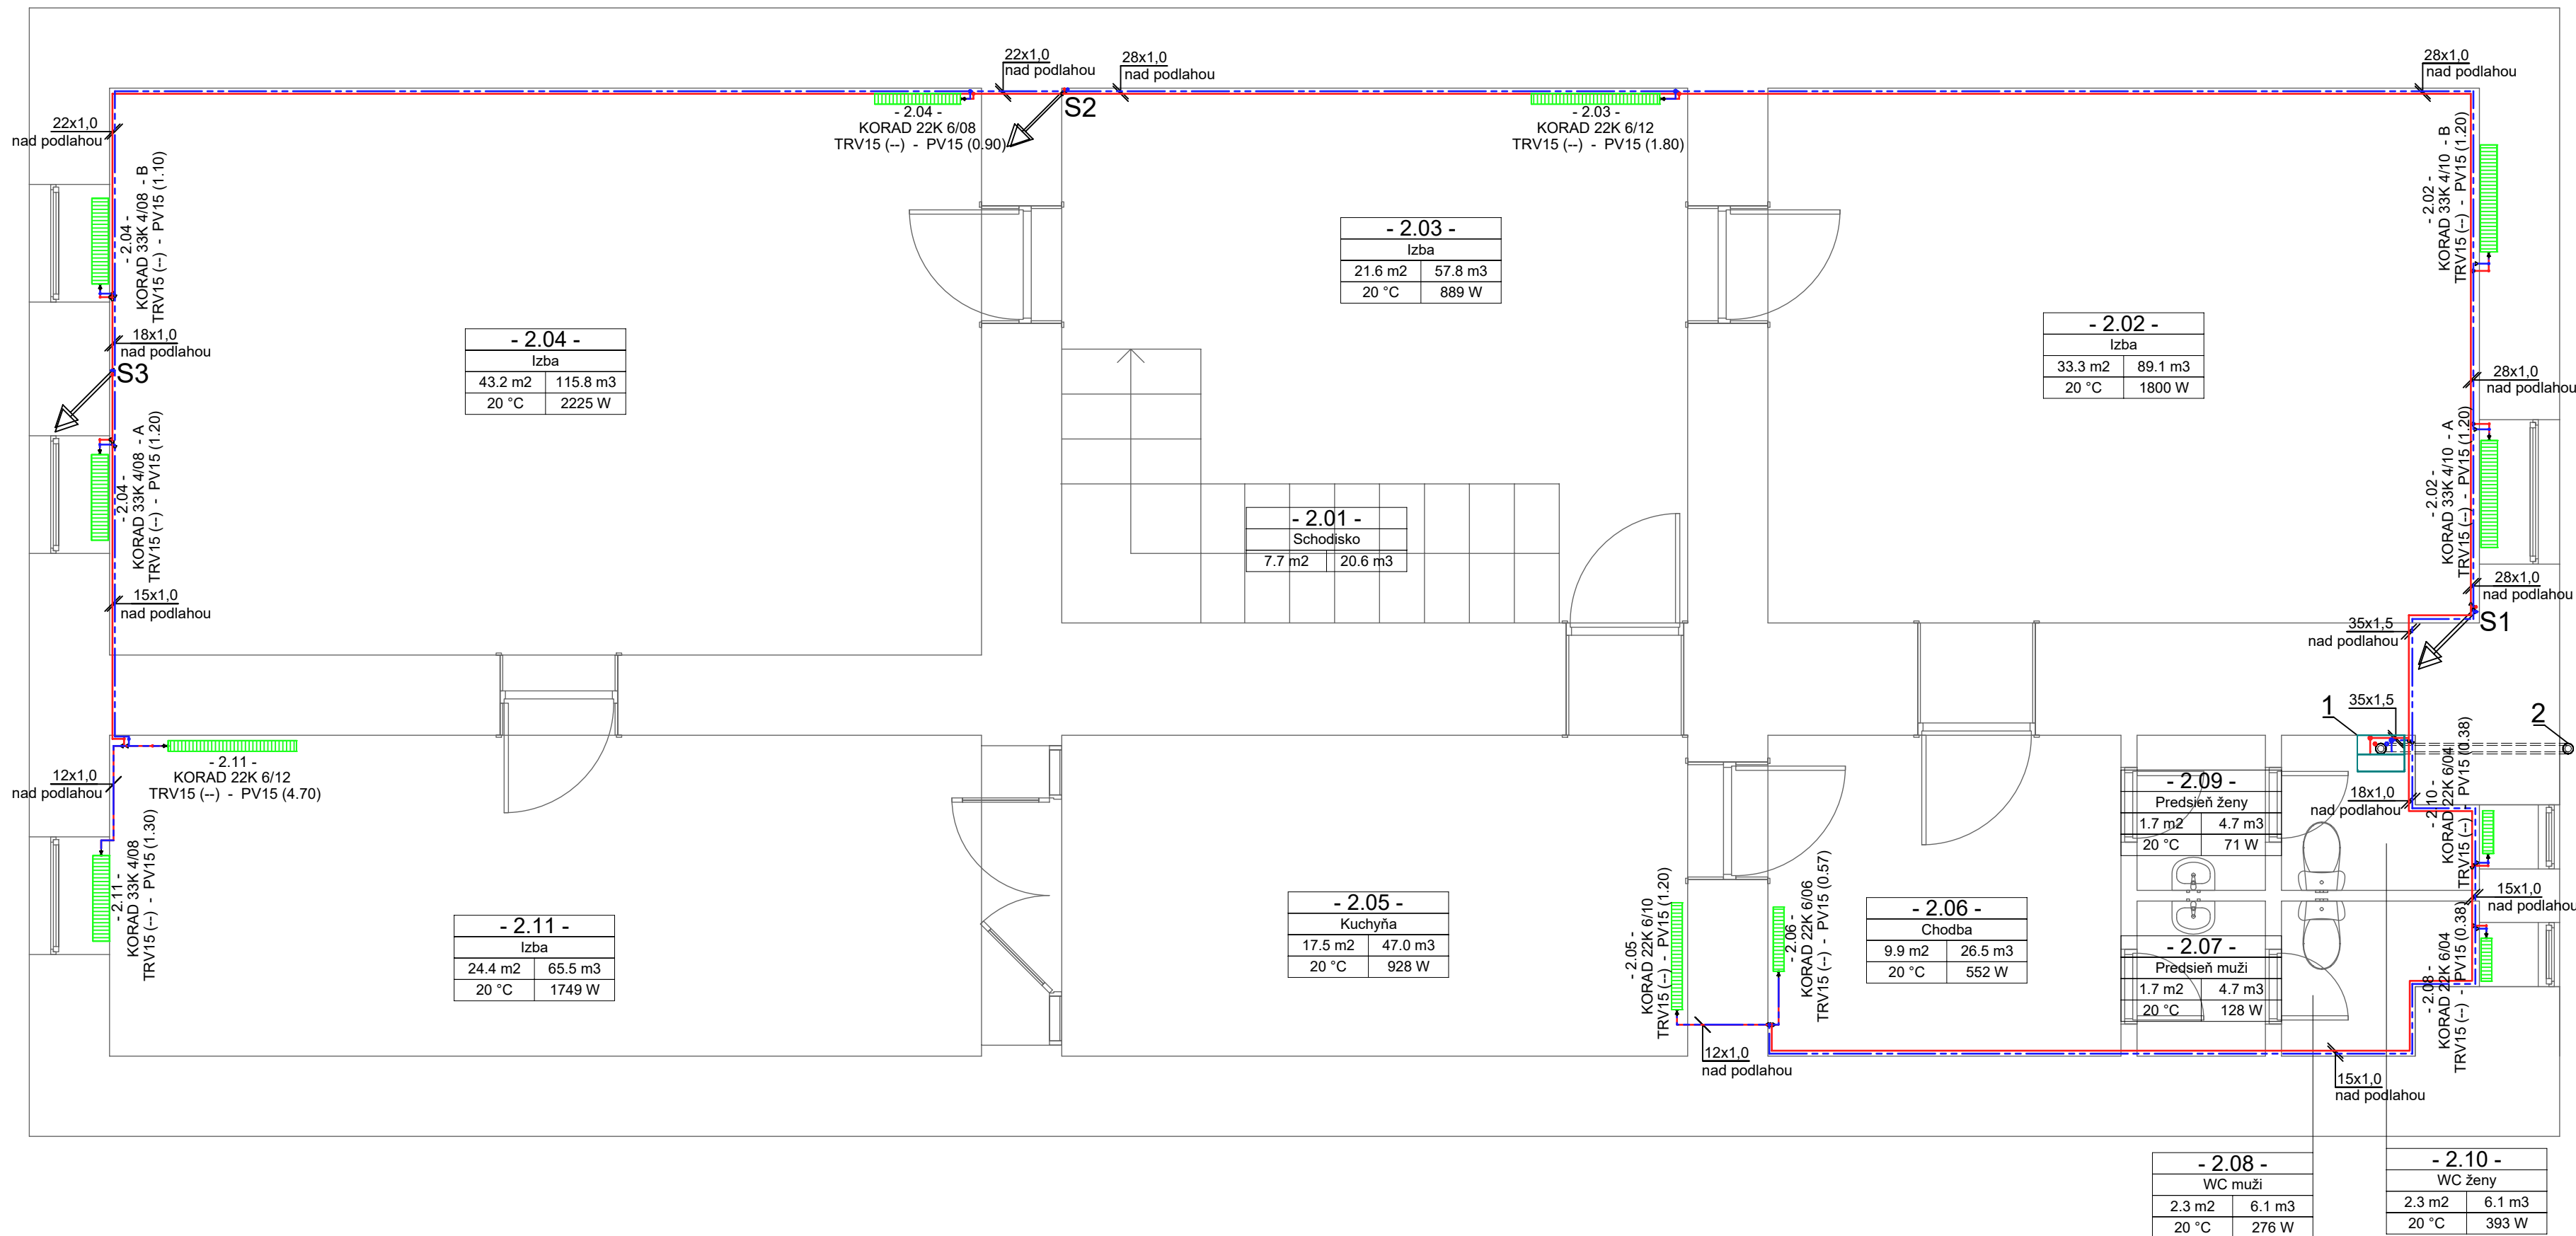 22x1,0
nad podlahou
28x1,0
nad podlahou
28x1,0
nad podlahou
S2
- 2.04 -
KORAD 22K 6/08
TRV15 (--) - PV15 (0.90)
- 2.03 -
KORAD 22K 6/12
TRV15 (--) - PV15 (1.80)
22x1,0
nad podlahou
- 2.04 -
KORAD 33K 4/08 - B
TRV15 (--) - PV15 (1.10)
- 2.02 -
KORAD 33K 4/10 - B
TRV15 (--) - PV15 (1.20)
- 2.03 -
Izba
21.6 m2 57.8 m3
20 °C 889 W
- 2.04 -
Izba
43.2 m2 115.8 m3
20 °C 2225 W
- 2.02 -
Izba
33.3 m2 89.1 m3
20 °C 1800 W
18x1,0
nad podlahou
S3
28x1,0
nad podlahou
- 2.04 -
KORAD 33K 4/08 - A
TRV15 (--) - PV15 (1.20)
- 2.02 -
KORAD 33K 4/10 - A
TRV15 (--) - PV15 (1.20)
- 2.01 -
Schodisko
7.7 m2 20.6 m3
15x1,0
nad podlahou
28x1,0
nad podlahou
S1
35x1,5
nad podlahou
1
35x1,5
2
- 2.11 -
KORAD 22K 6/12
TRV15 (--) - PV15 (4.70)
12x1,0
nad podlahou
- 2.11 -
KORAD 33K 4/08
TRV15 (--) - PV15 (1.30)
- 2.09 -
Predsieň ženy
1.7 m2 4.7 m3
20 °C 71 W
18x1,0
nad podlahou
- 2.10 -
KORAD 22K 6/04
TRV15 (--) - PV15 (0.38)
15x1,0
nad podlahou
- 2.11 -
Izba
24.4 m2 65.5 m3
20 °C 1749 W
- 2.05 -
Kuchyňa
17.5 m2 47.0 m3
20 °C 928 W
- 2.05 -
KORAD 22K 6/10
TRV15 (--) - PV15 (1.20)
- 2.06 -
KORAD 22K 6/06
TRV15 (--) - PV15 (0.57)
- 2.06 -
Chodba
9.9 m2 26.5 m3
20 °C 552 W
- 2.07 -
Predsieň muži
1.7 m2 4.7 m3
20 °C 128 W
- 2.08 -
KORAD 22K 6/04
TRV15 (--) - PV15 (0.38)
12x1,0
nad podlahou
15x1,0
nad podlahou
- 2.08 -
WC muži
2.3 m2 6.1 m3
20 °C 276 W
- 2.10 -
WC ženy
2.3 m2 6.1 m3
20 °C 393 W